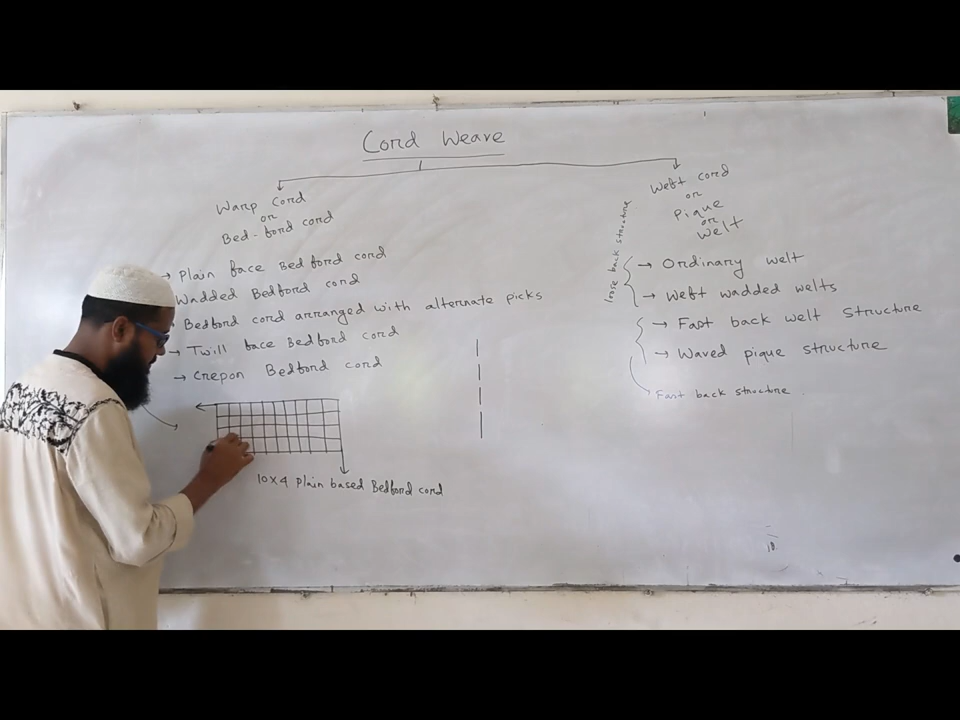 Cord Weave
Warp Cord
or
Bed-ford cord
→ Plain face Bedford cord
Wadded Bedford cord
Bedford cord arranged with alternate picks
→ Twill face Bedford cord
→ Crepon Bedford cord
10×4 Plain based Bedford cord
Weft cord
or
Pique
or
Welt
loose back structure
→ Ordinary welt
→ Weft wadded welts
→ Fast back welt Structure
→ Waved pique structure
Fast back structure